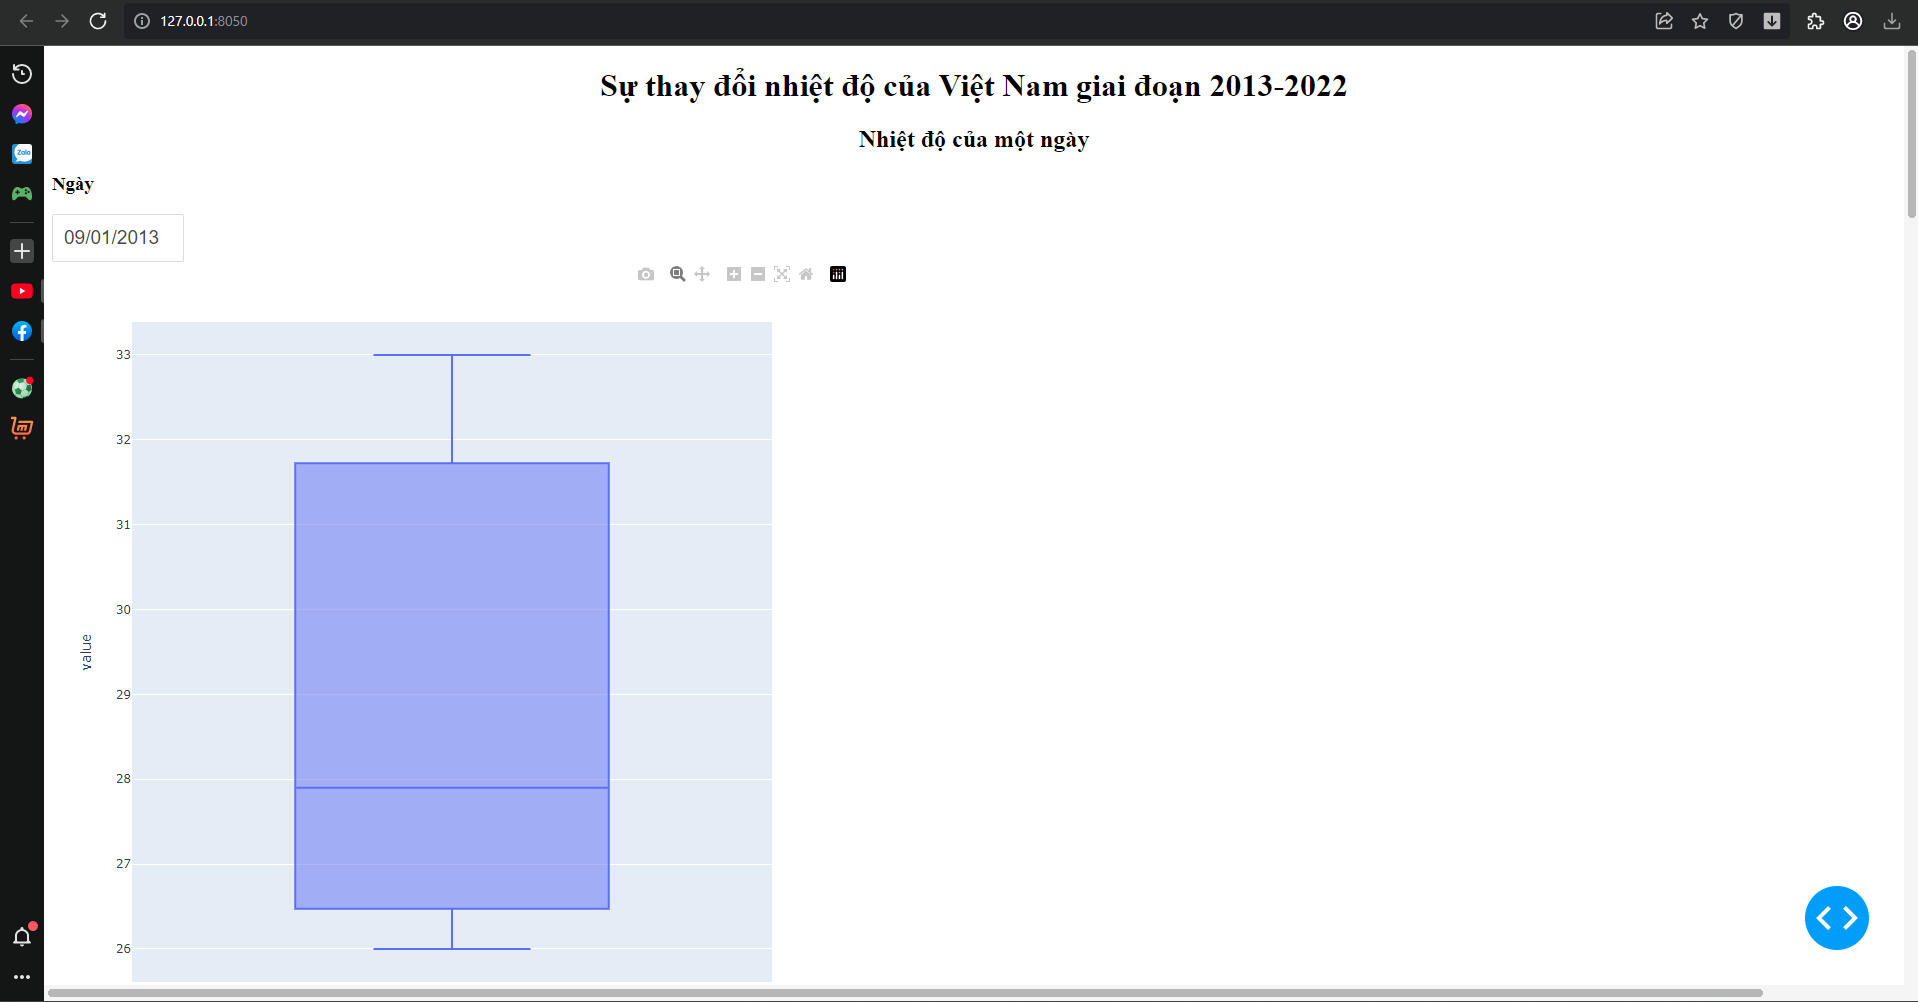 127.0.0.1:8050
Sự thay đổi nhiệt độ của Việt Nam giai đoạn 2013-2022
Nhiệt độ của một ngày
Ngày
09/01/2013
Zalo
33
32
31
30
value
29
28
27
26